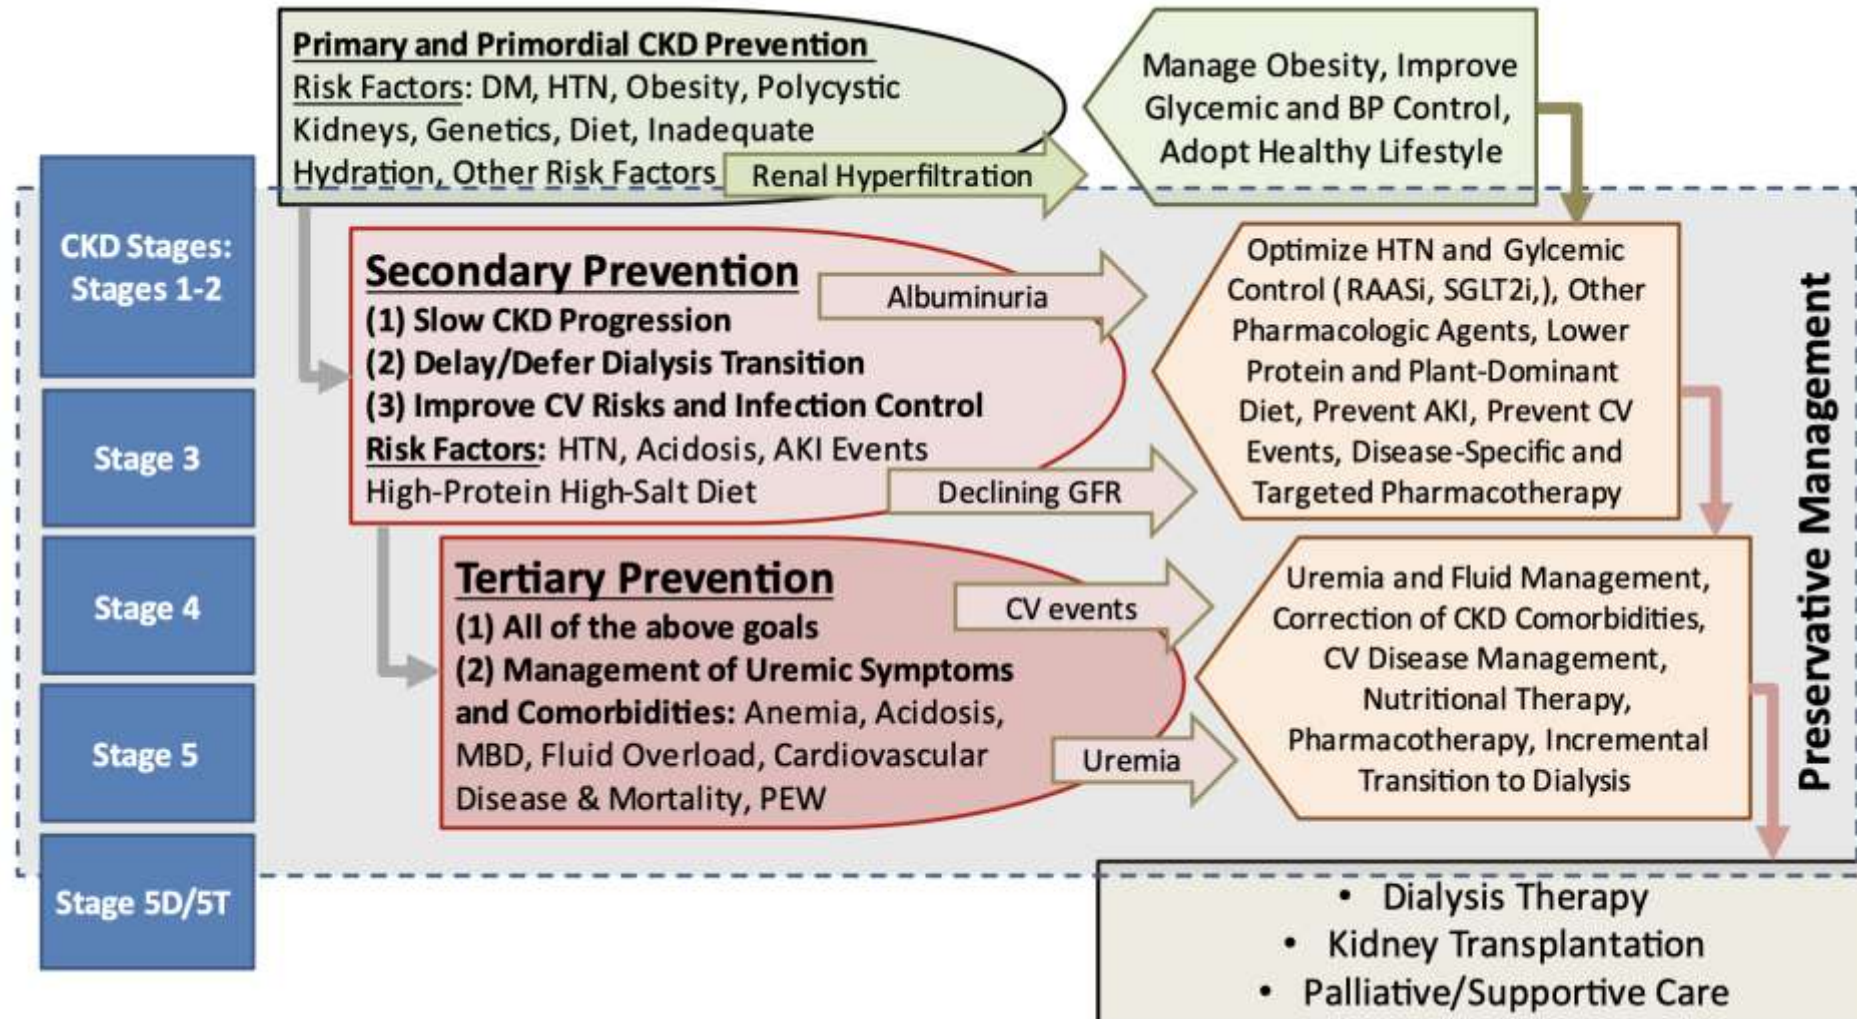 Primary and Primordial CKD Prevention
Risk Factors: DM, HTN, Obesity, Polycystic
Kidneys, Genetics, Diet, Inadequate
Hydration, Other Risk Factors
Renal Hyperfiltration
Manage Obesity, Improve
Glycemic and BP Control,
Adopt Healthy Lifestyle
CKD Stages:
Stages 1-2
Secondary Prevention
(1) Slow CKD Progression
(2) Delay/Defer Dialysis Transition
(3) Improve CV Risks and Infection Control
Risk Factors: HTN, Acidosis, AKI Events
High-Protein High-Salt Diet
Albuminuria
Declining GFR
Optimize HTN and Gylcemic
Control (RAASi, SGLT2i,), Other
Pharmacologic Agents, Lower
Protein and Plant-Dominant
Diet, Prevent AKI, Prevent CV
Events, Disease-Specific and
Targeted Pharmacotherapy
Stage 3
Stage 4
Tertiary Prevention
(1) All of the above goals
(2) Management of Uremic Symptoms
and Comorbidities: Anemia, Acidosis,
MBD, Fluid Overload, Cardiovascular
Disease & Mortality, PEW
CV events
Uremia
Uremia and Fluid Management,
Correction of CKD Comorbidities,
CV Disease Management,
Nutritional Therapy,
Pharmacotherapy, Incremental
Transition to Dialysis
Preservative Management
Stage 5
Stage 5D/5T
• Dialysis Therapy
• Kidney Transplantation
• Palliative/Supportive Care